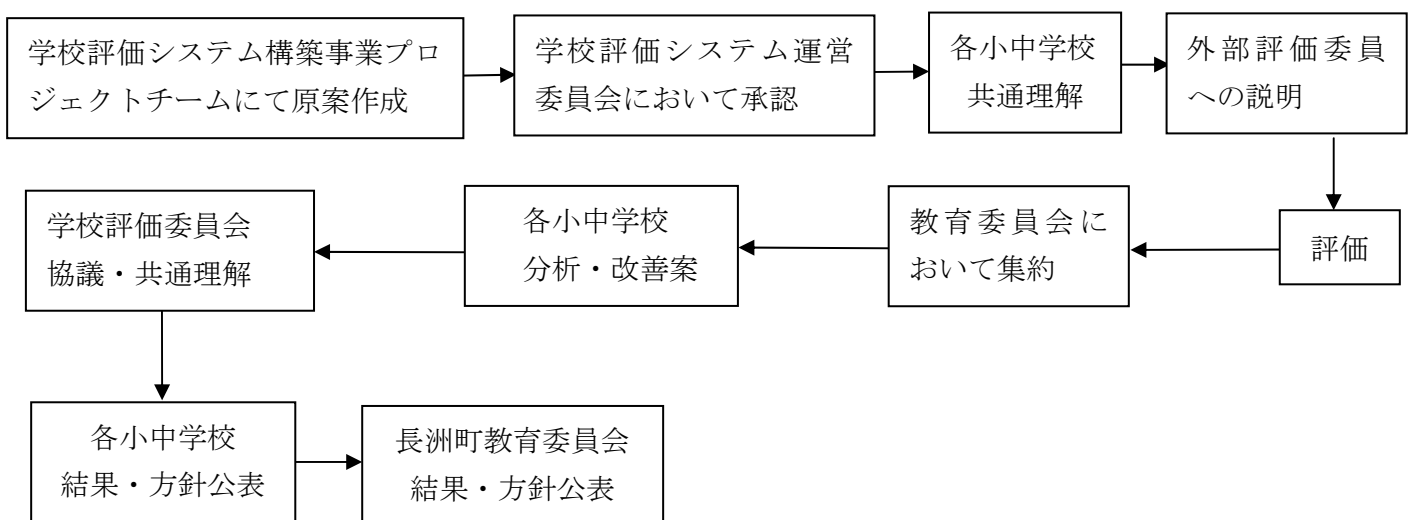 学校評価システム構築事業プロ
ジェクトチームにて原案作成
学校評価システム運営
委員会において承認
各小中学校
共通理解
外部評価委員
への説明
評価
教育委員会に
おいて集約
各小中学校
分析・改善案
学校評価委員会
協議・共通理解
各小中学校
結果・方針公表
長洲町教育委員会
結果・方針公表